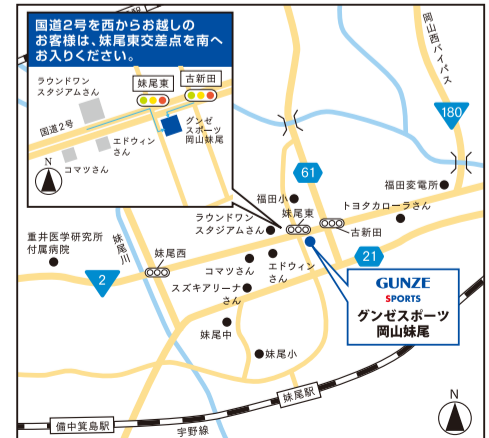 国道2号を西からお越しの
お客様は、妹尾東交差点を南へ
お入りください。
ラウンドワン
スタジアムさん
妹尾東
古新田
国道2号
グンゼ
スポーツ
岡山妹尾
エドウィン
さん
コマツさん
N
岡山西バイパス
180
61
福田変電所
福田小
トヨタカローラさん
妹尾東
ラウンドワン
スタジアムさん
古新田
重井医学研究所
付属病院
妹尾川
妹尾西
21
コマツさん
エドウィン
さん
2
スズキアリーナ
さん
GUNZE
SPORTS
グンゼスポーツ
岡山妹尾
妹尾中
妹尾小
妹尾駅
備中箕島駅
宇野線
N